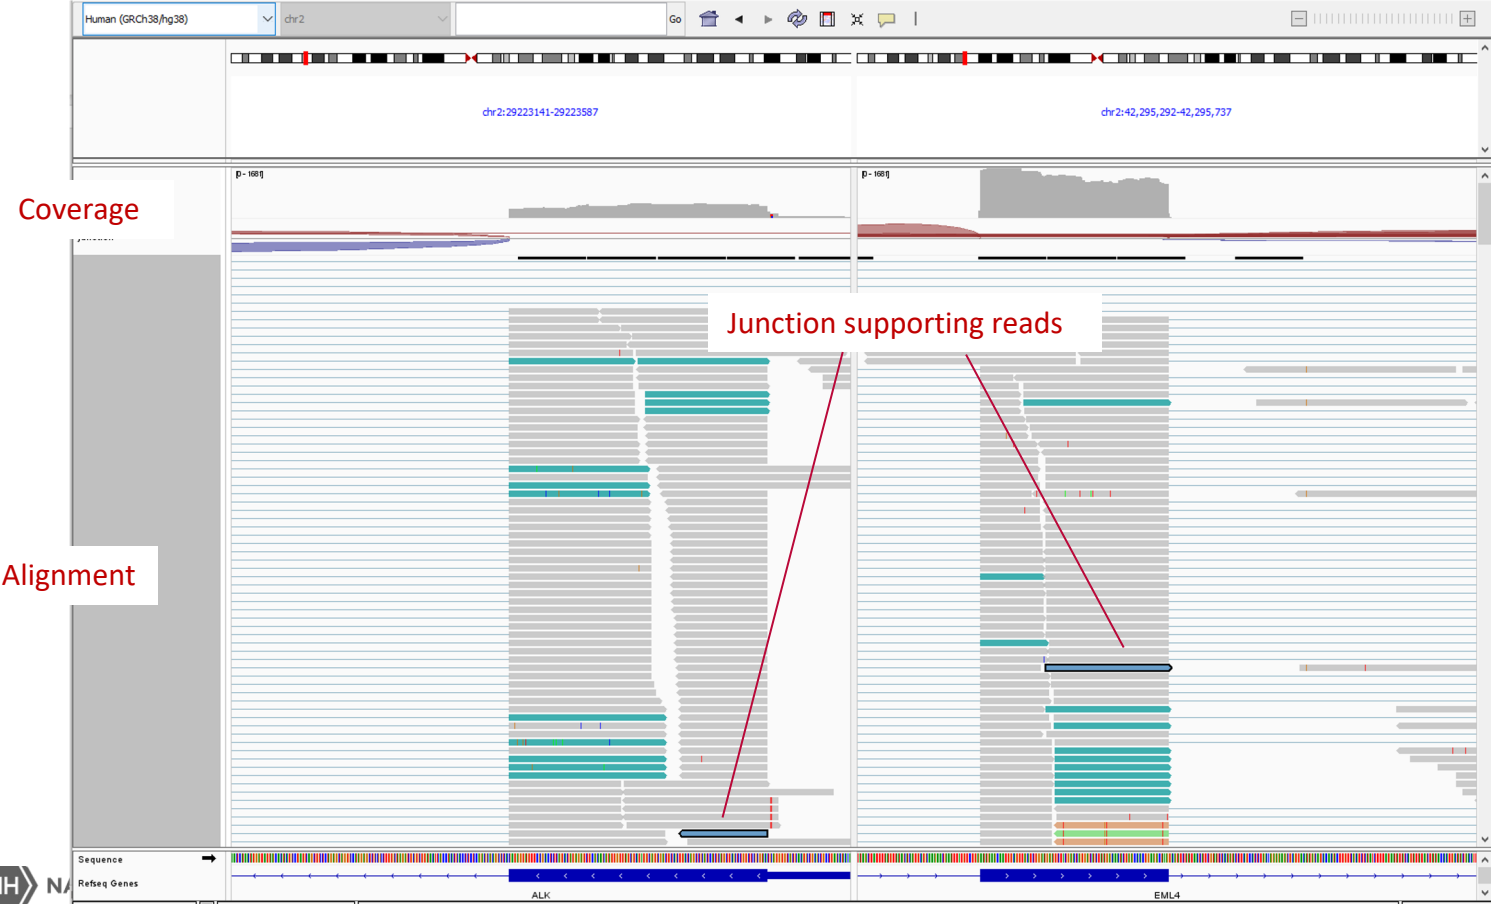 Human (GRCh38/hg38)
chr2
Go
chr2:29223141-29223587
chr2:42,295,292-42,295,737
[0 - 1681]
[0 - 1681]
Coverage
Junction supporting reads
Alignment
Sequence
Refseq Genes
ALK
EML4